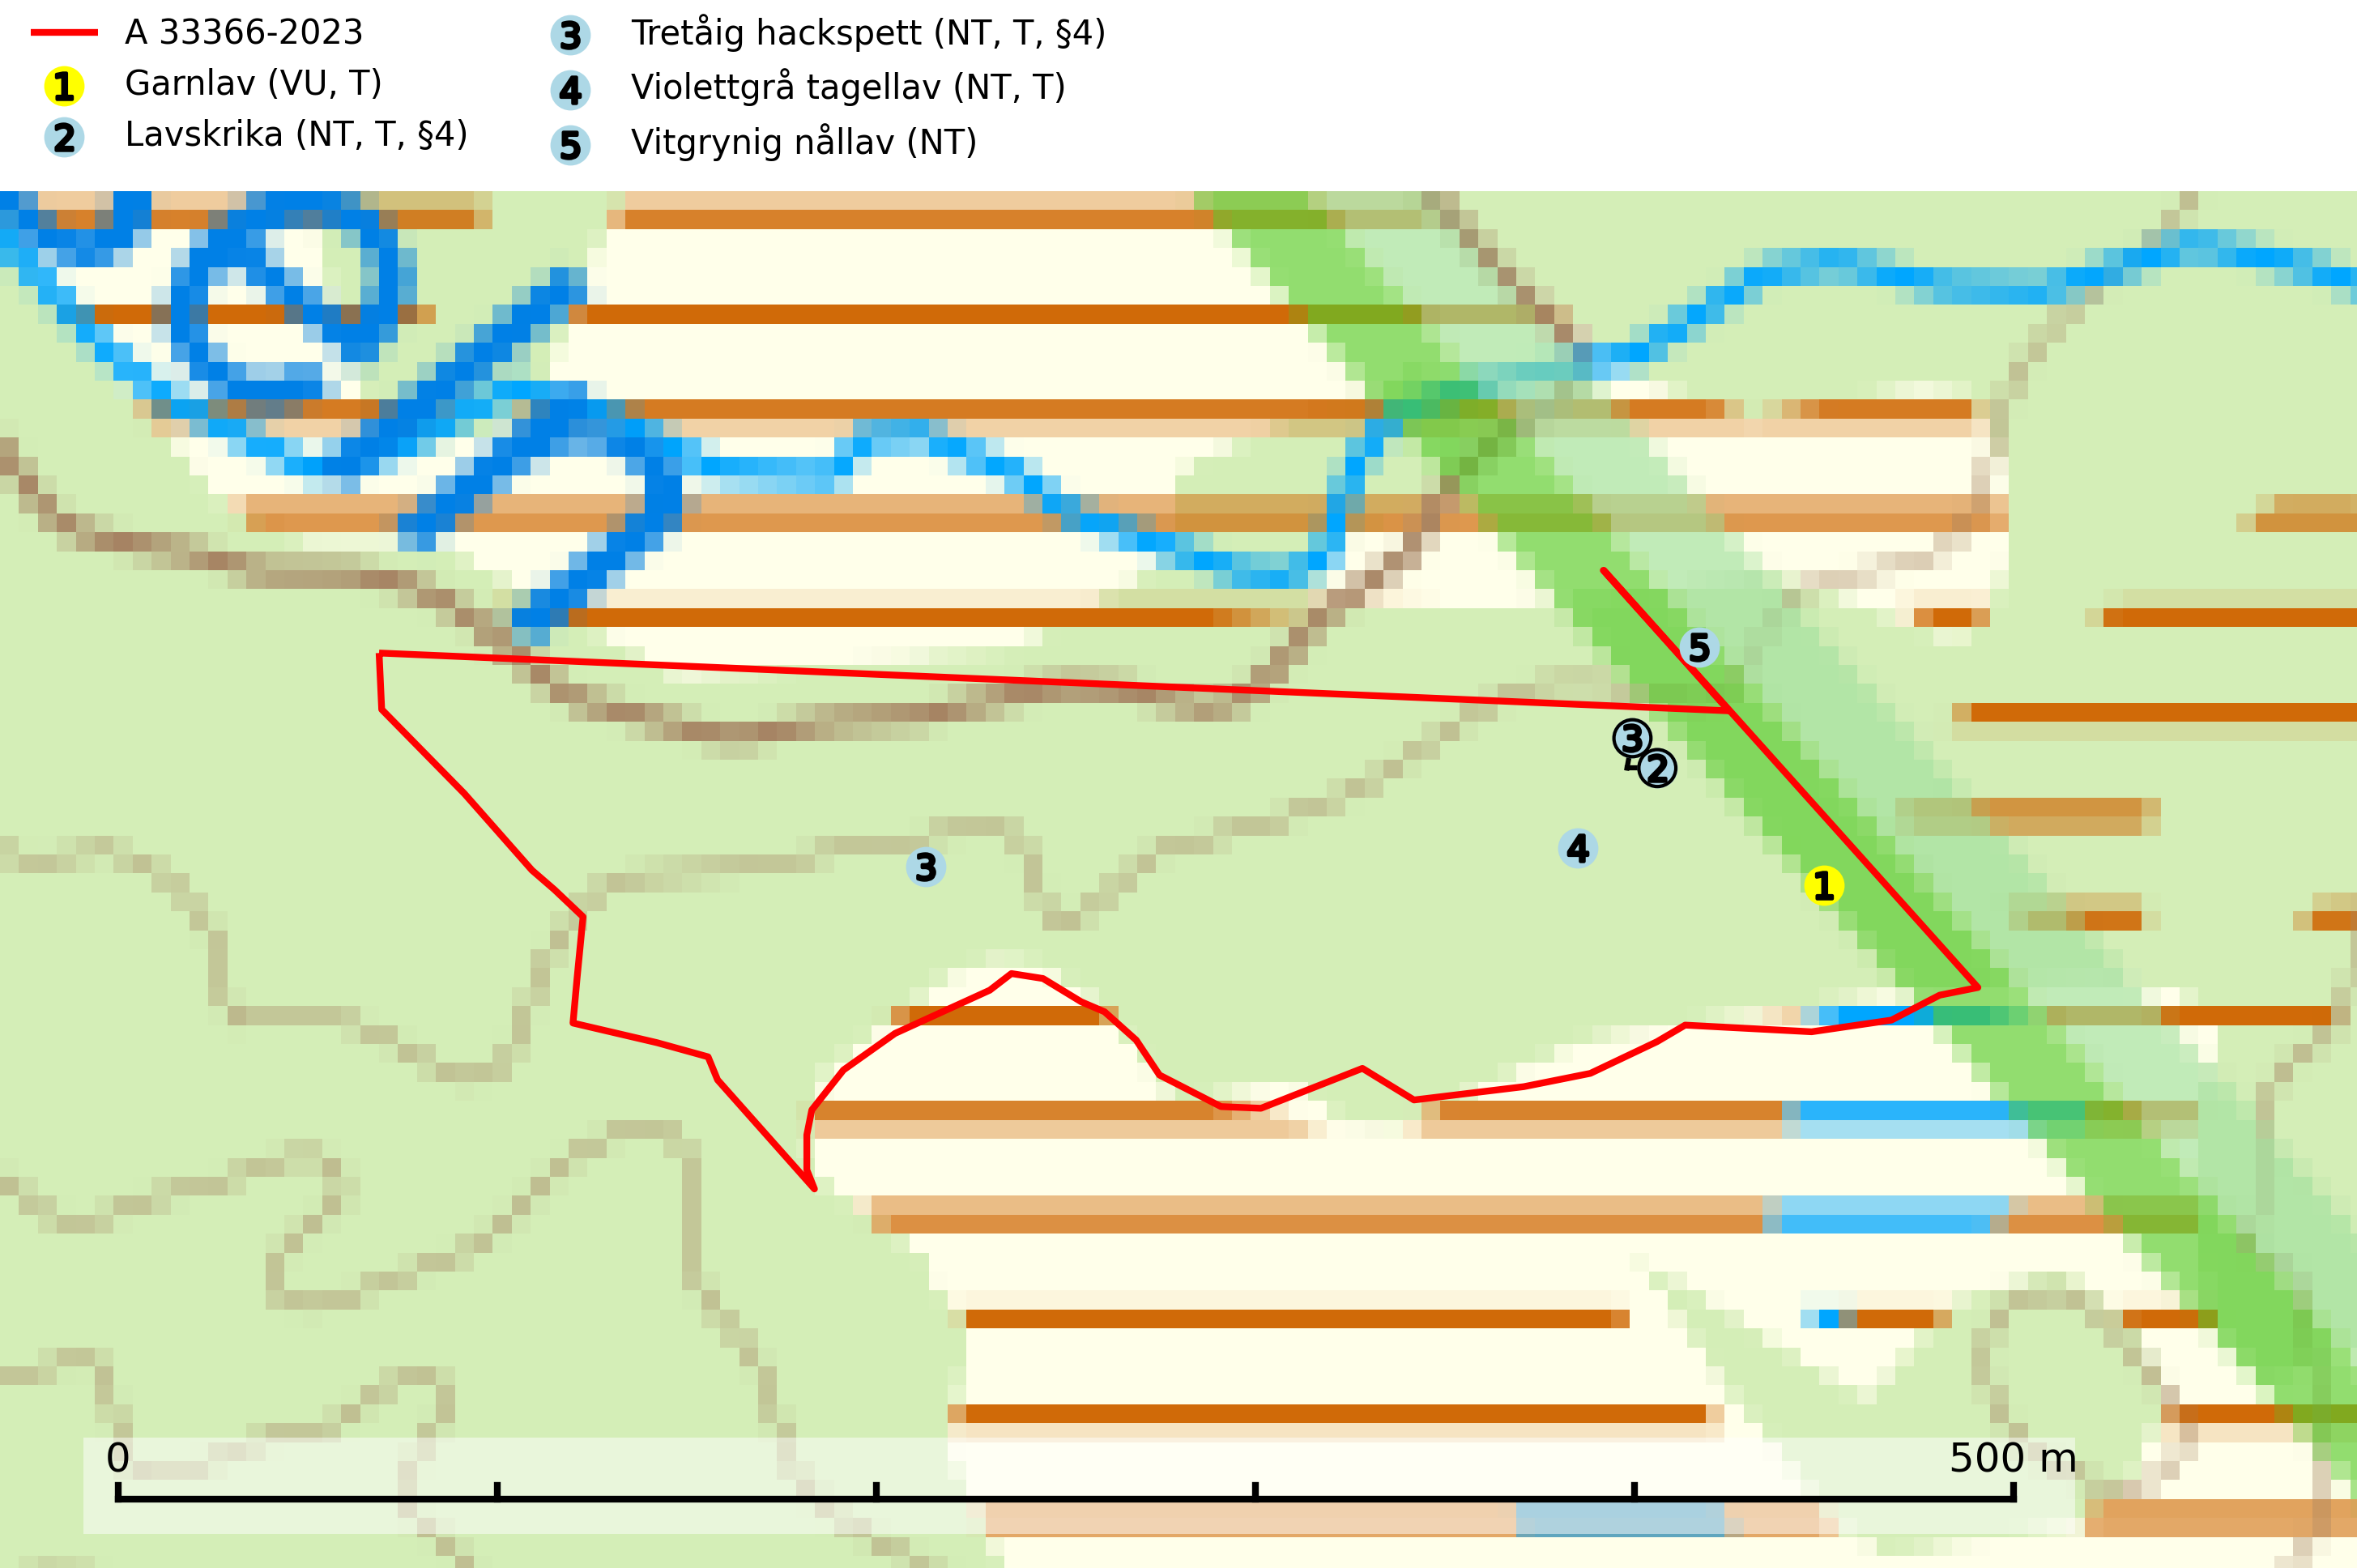 A 33366-2023
1 Garnlav (VU, T)
2 Lavskrika (NT, T, §4)
3 Tretåig hackspett (NT, T, §4)
4 Violettgrå tagellav (NT, T)
5 Vitgrynig nållav (NT)
5
3
2
4
3
1
0 500 m